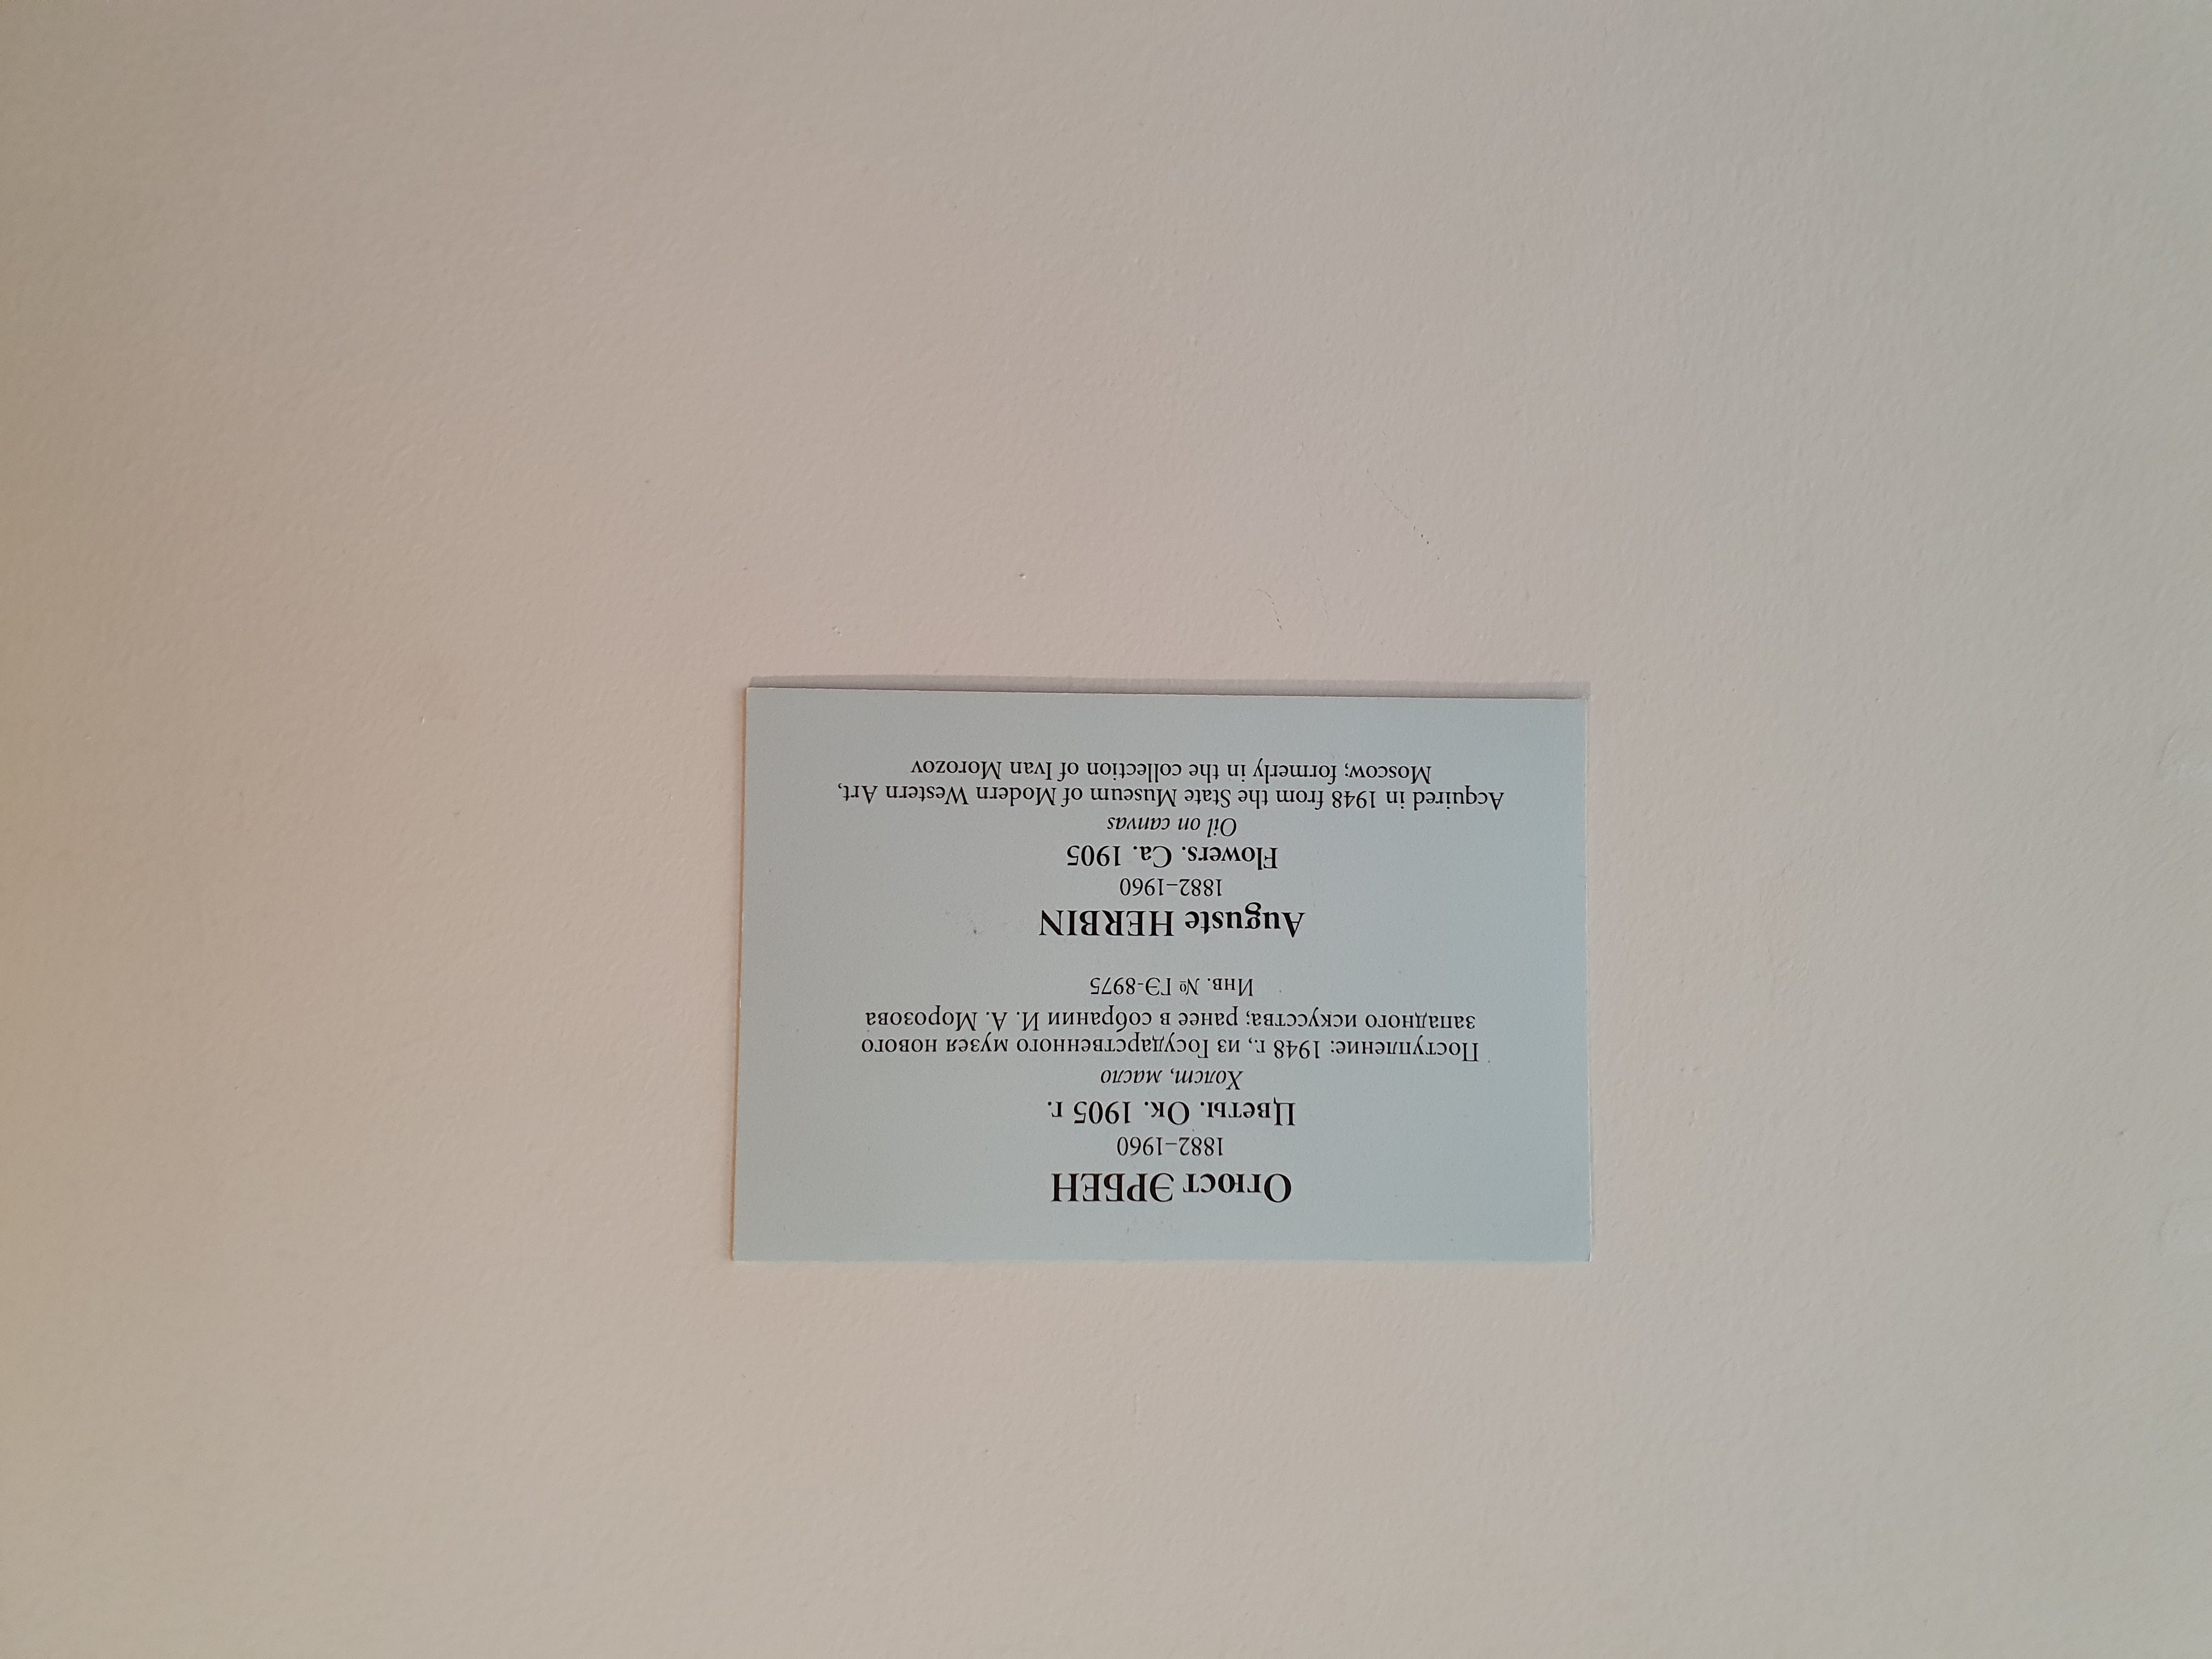 Огюст ЭРБЕН
1882–1960
Цветы. Ок. 1905 г.
Холст, масло
Поступление: 1948 г., из Государственного музея нового
западного искусства; ранее в собрании И. А. Морозова
Инв. № ГЭ-8975
Auguste HERBIN
1882–1960
Flowers. Ca. 1905
Oil on canvas
Acquired in 1948 from the State Museum of Modern Western Art,
Moscow; formerly in the collection of Ivan Morozov